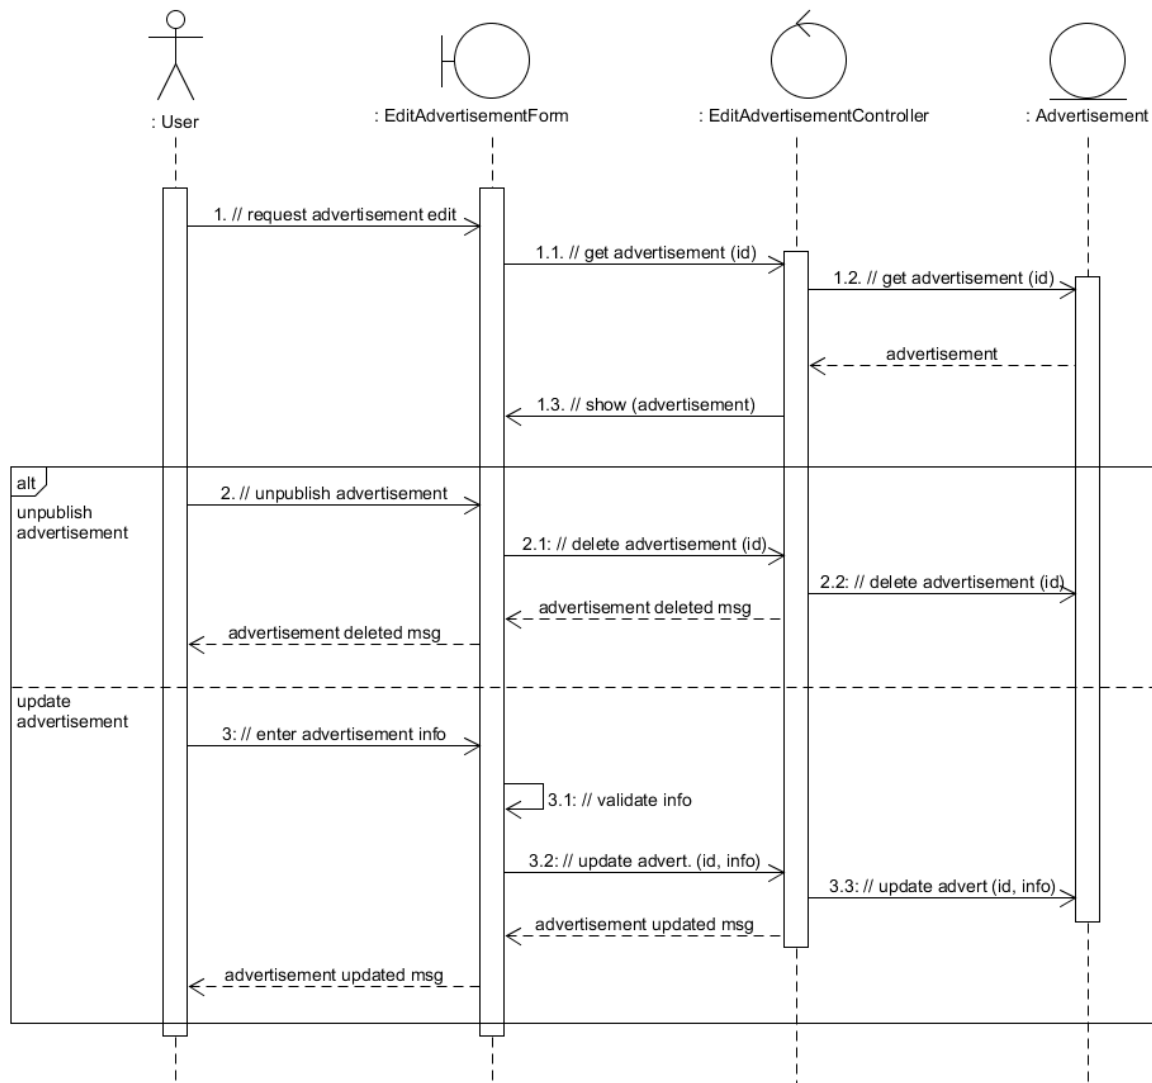 : User
: EditAdvertisementForm
: EditAdvertisementController
: Advertisement
1. // request advertisement edit
1.1. // get advertisement (id)
1.2. // get advertisement (id)
advertisement
1.3. // show (advertisement)
alt
unpublish
advertisement
2. // unpublish advertisement
2.1: // delete advertisement (id)
2.2: // delete advertisement (id)
advertisement deleted msg
advertisement deleted msg
update
advertisement
3: // enter advertisement info
3.1: // validate info
3.2: // update advert. (id, info)
3.3: // update advert (id, info)
advertisement updated msg
advertisement updated msg